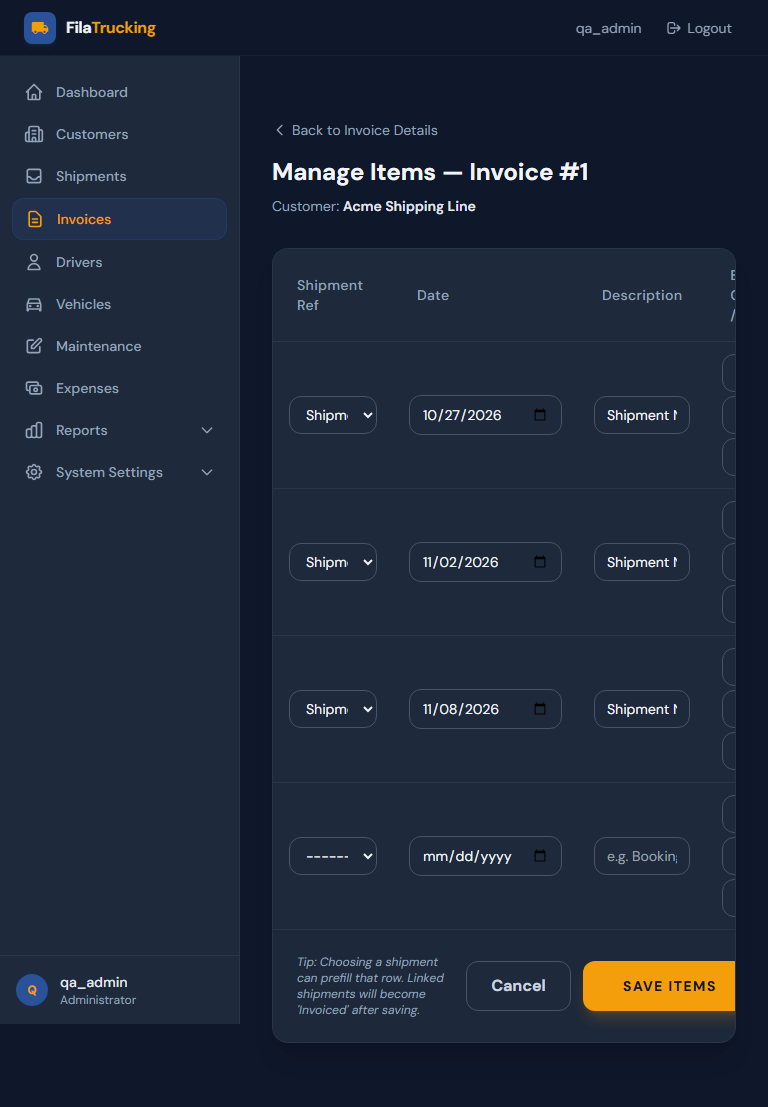 FilaTrucking
qa_admin
Logout
Dashboard
Customers
Shipments
Invoices
Drivers
Vehicles
Maintenance
Expenses
Reports
System Settings
qa_admin
Administrator
Q
Back to Invoice Details
Manage Items — Invoice #1
Customer: Acme Shipping Line
Shipment
Ref
Date
Description
10/27/2026
Shipment
11/02/2026
Shipment
11/08/2026
Shipment
------
mm/dd/yyyy
e.g.
Tip: Choosing a shipment
can prefill that row. Linked
shipments will become
'Invoiced' after saving.
Cancel
SAVE ITEMS